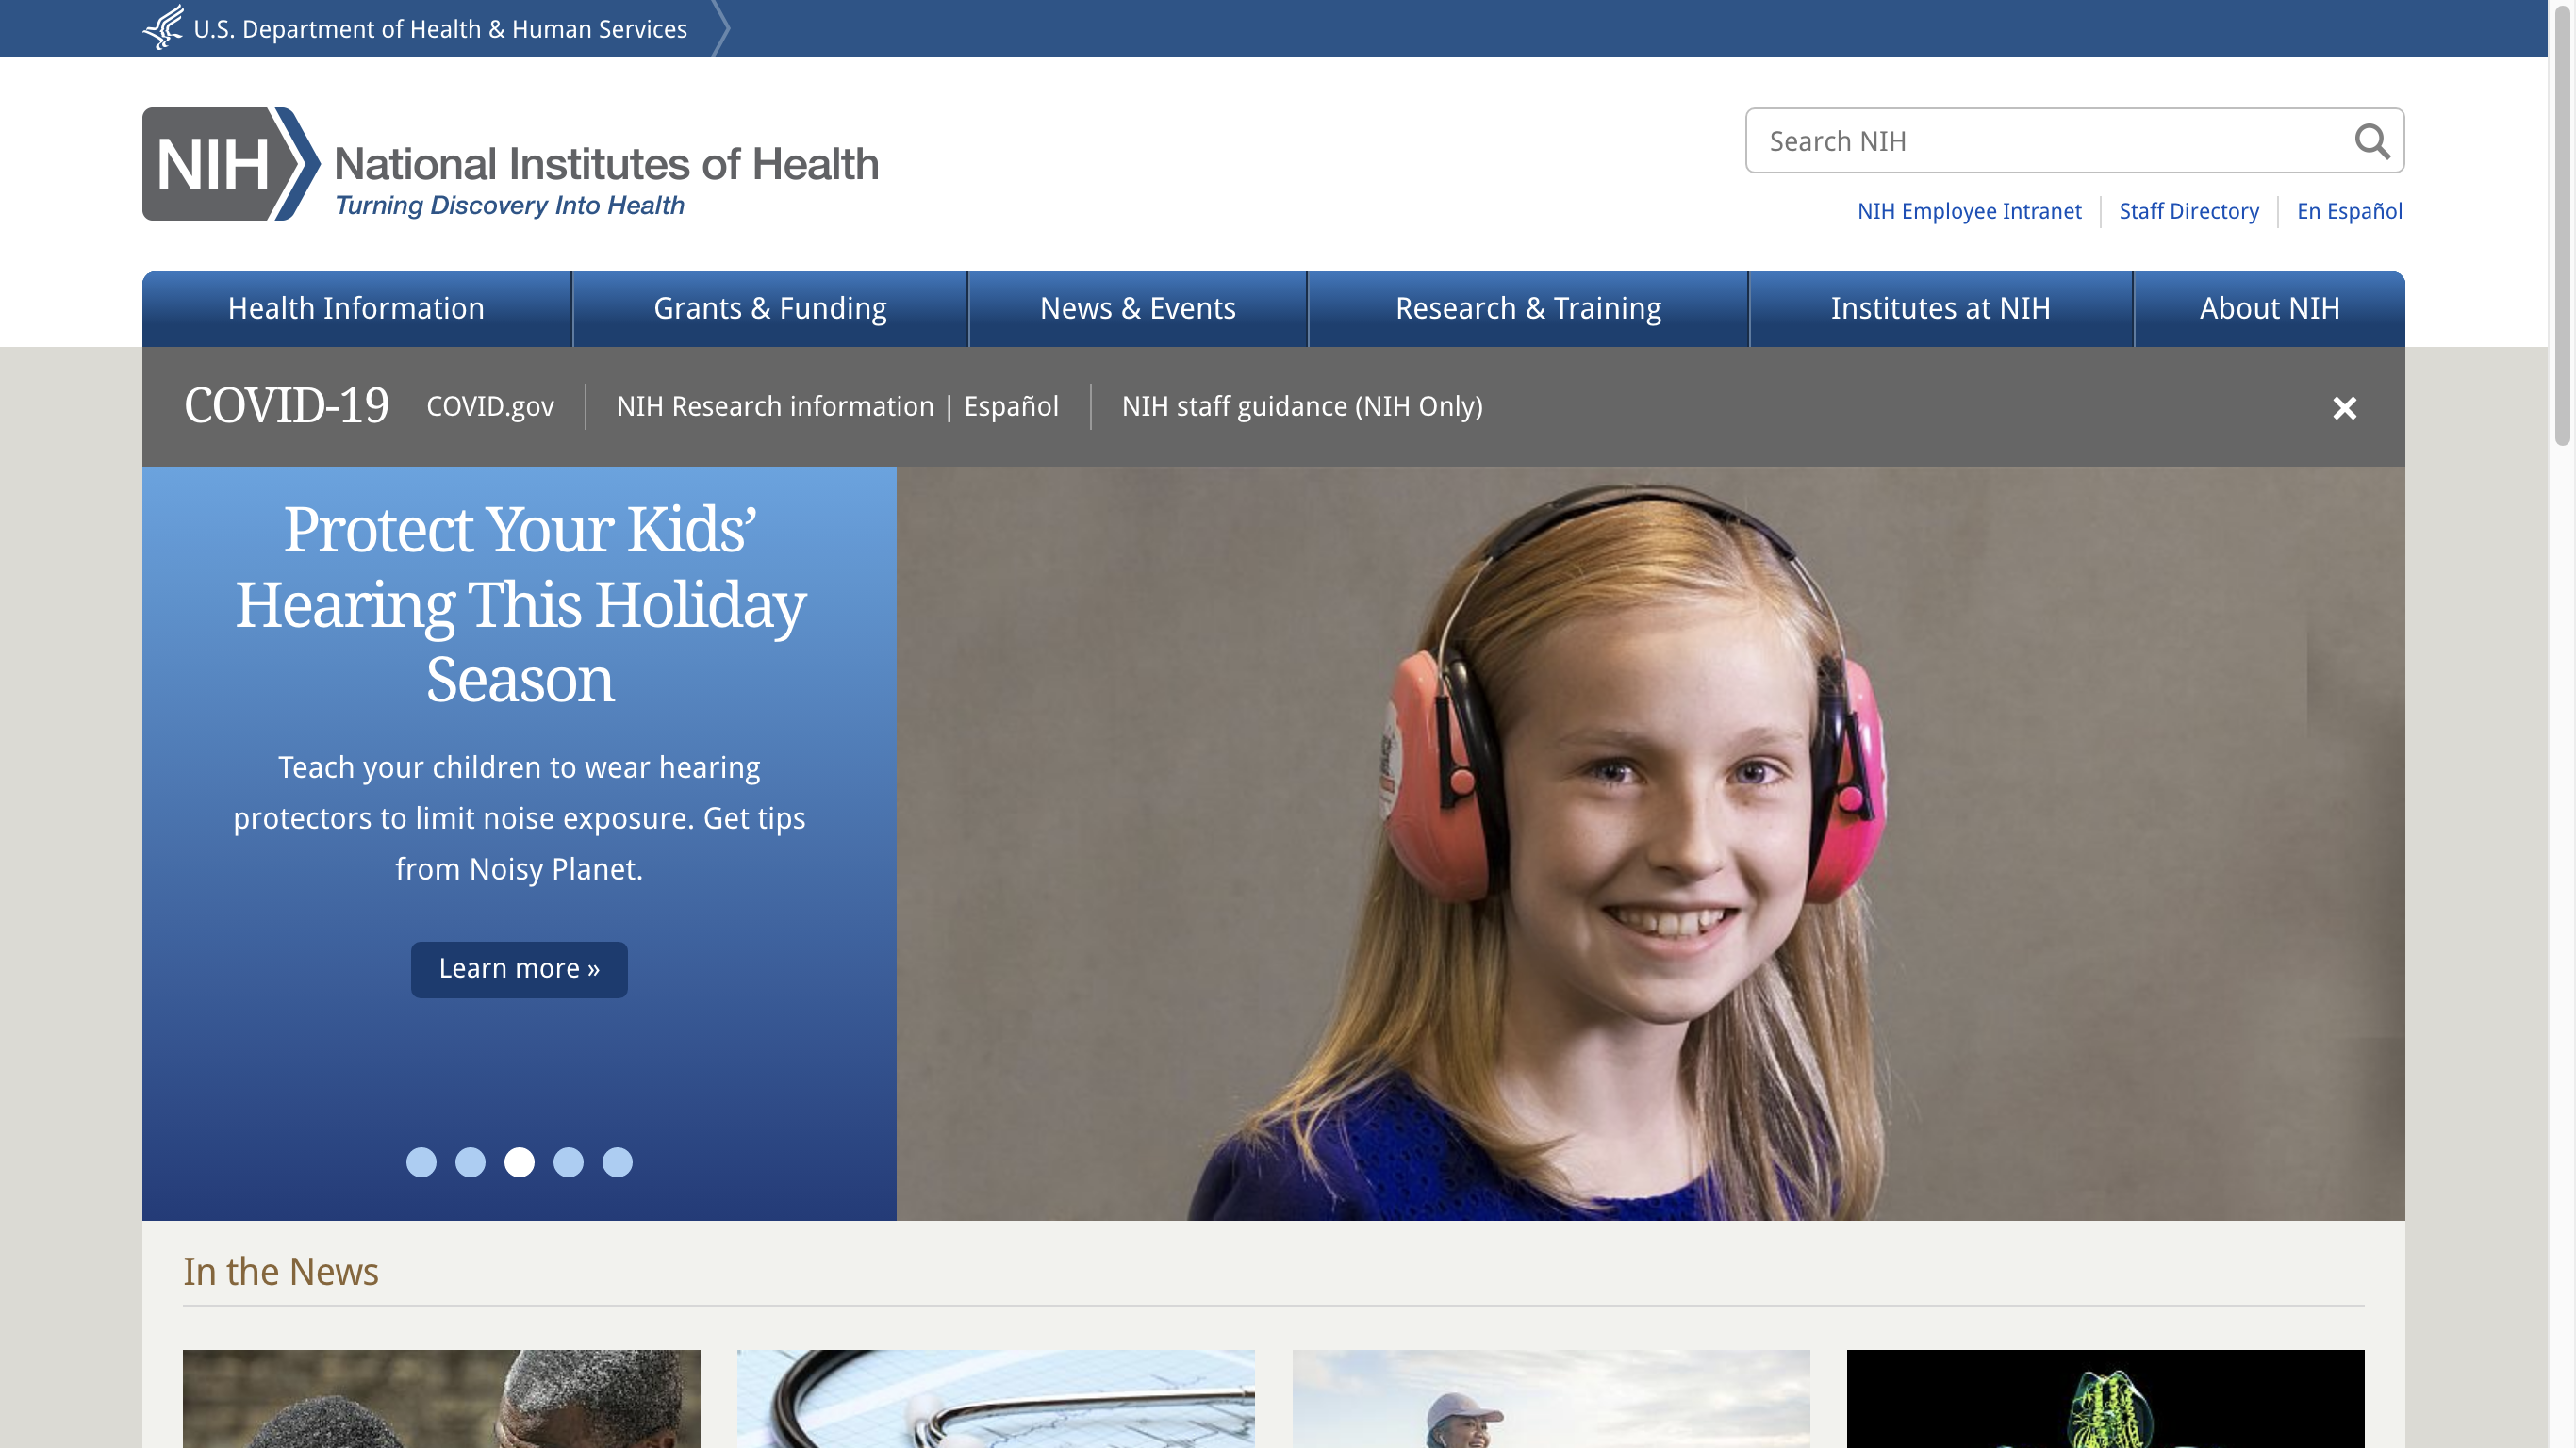 U.S. Department of Health & Human Services
NIH
National Institutes of Health
Turning Discovery Into Health
Search NIH
NIH Employee Intranet
Staff Directory
En Español
Health Information
Grants & Funding
News & Events
Research & Training
Institutes at NIH
About NIH
COVID-19
COVID.gov
NIH Research information | Español
NIH staff guidance (NIH Only)
Protect Your Kids’
Hearing This Holiday
Season
Teach your children to wear hearing
protectors to limit noise exposure. Get tips
from Noisy Planet.
Learn more »
In the News